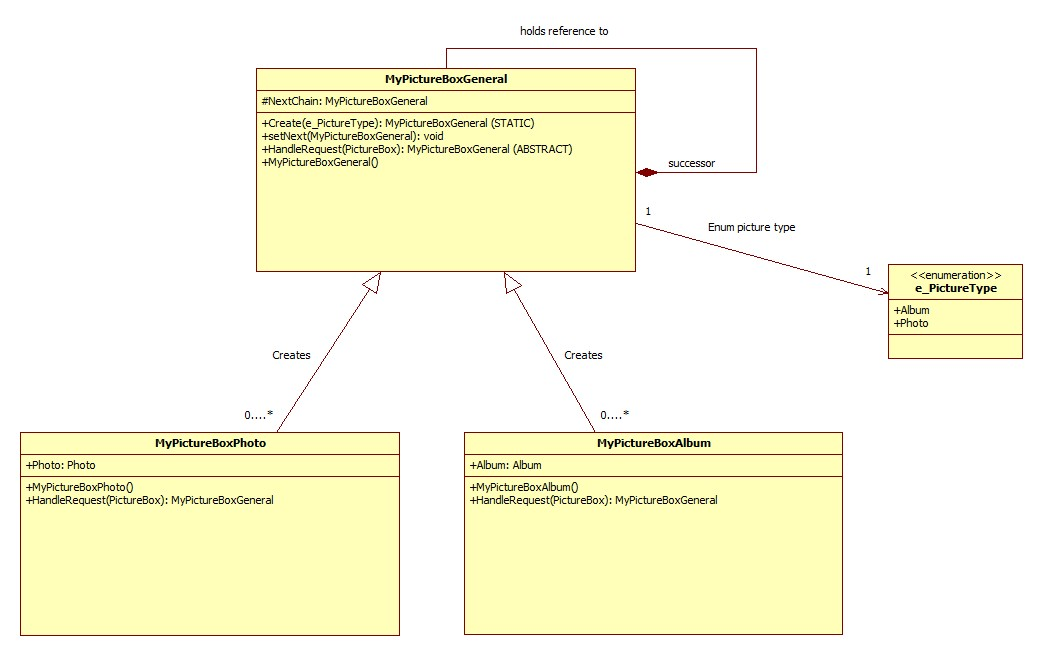 holds reference to
MyPictureBoxGeneral
#NextChain: MyPictureBoxGeneral
+Create(e_PictureType): MyPictureBoxGeneral (STATIC)
+setNext(MyPictureBoxGeneral): void
+HandleRequest(PictureBox): MyPictureBoxGeneral (ABSTRACT)
+MyPictureBoxGeneral()
successor
1
Enum picture type
1
<<enumeration>>
e_PictureType
+Album
+Photo
Creates
Creates
0....*
0....*
MyPictureBoxPhoto
+Photo: Photo
+MyPictureBoxPhoto()
+HandleRequest(PictureBox): MyPictureBoxGeneral
MyPictureBoxAlbum
+Album: Album
+MyPictureBoxAlbum()
+HandleRequest(PictureBox): MyPictureBoxGeneral